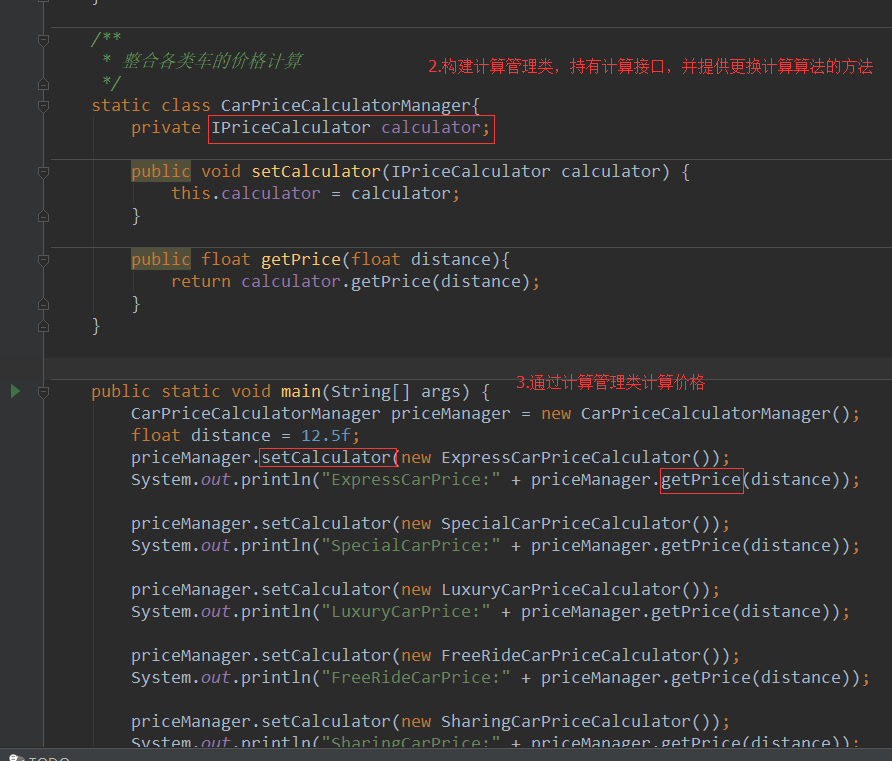 }
/**
* 整合各类车的价格计算
2.构建计算管理类，持有计算接口，并提供更换计算算法的方法
*/
static class CarPriceCalculatorManager{
private IPriceCalculator calculator;
public void setCalculator(IPriceCalculator calculator) {
this.calculator = calculator;
}
public float getPrice(float distance){
return calculator.getPrice(distance);
}
}
3.通过计算管理类计算价格
public static void main(String[] args) {
CarPriceCalculatorManager priceManager = new CarPriceCalculatorManager();
float distance = 12.5f;
priceManager.setCalculator(new ExpressCarPriceCalculator());
System.out.println("ExpressCarPrice:" + priceManager.getPrice(distance));
priceManager.setCalculator(new SpecialCarPriceCalculator());
System.out.println("SpecialCarPrice:" + priceManager.getPrice(distance));
priceManager.setCalculator(new LuxuryCarPriceCalculator());
System.out.println("LuxuryCarPrice:" + priceManager.getPrice(distance));
priceManager.setCalculator(new FreeRideCarPriceCalculator());
System.out.println("FreeRideCarPrice:" + priceManager.getPrice(distance));
priceManager.setCalculator(new SharingCarPriceCalculator());
System.out.println("SharingCarPrice:" + priceManager.getPrice(distance));
TODO